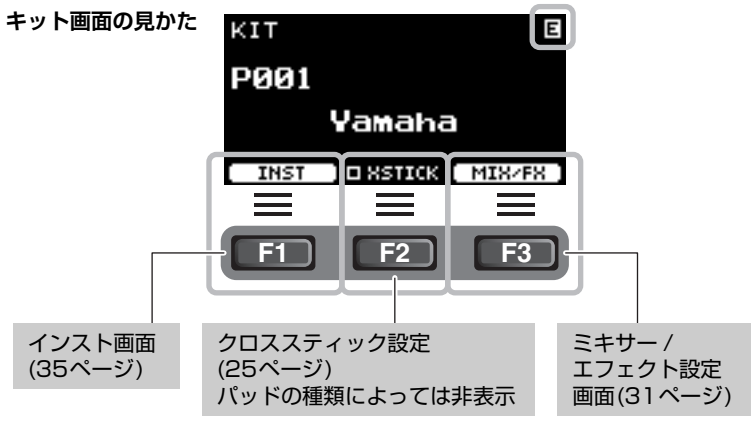 キット画面の見かた
KIT E
P001
Yamaha
INST XSTICK MIX/FX
F1 F2 F3
インスト画面
(35ページ)
クロススティック設定
(25ページ)
パッドの種類によっては非表示
ミキサー /
エフェクト設定
画面(31ページ)